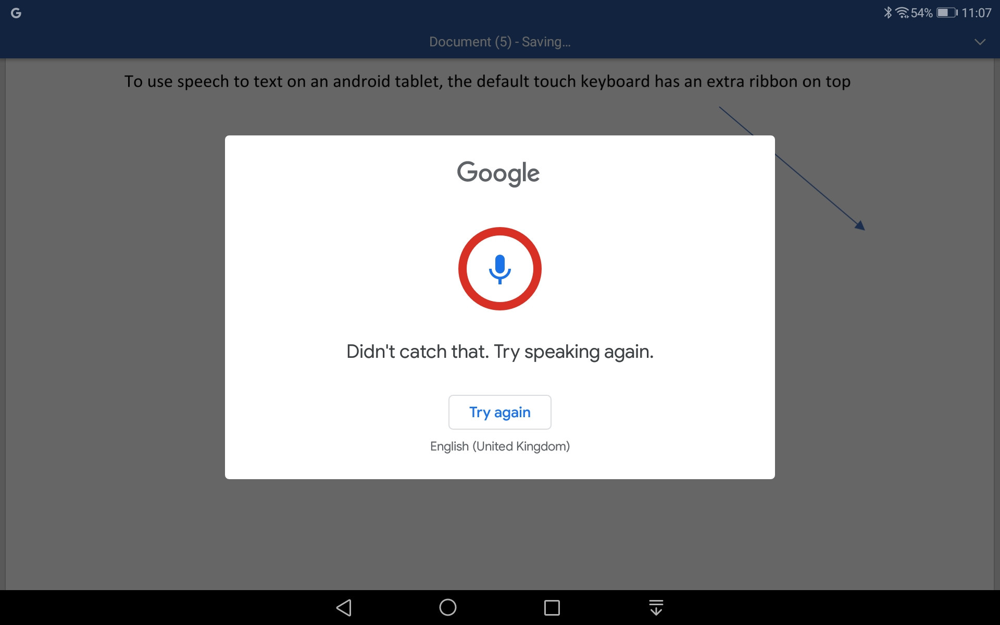 G
54% 11:07
Document (5) - Saving...
To use speech to text on an android tablet, the default touch keyboard has an extra ribbon on top
Google
Didn't catch that. Try speaking again.
Try again
English (United Kingdom)